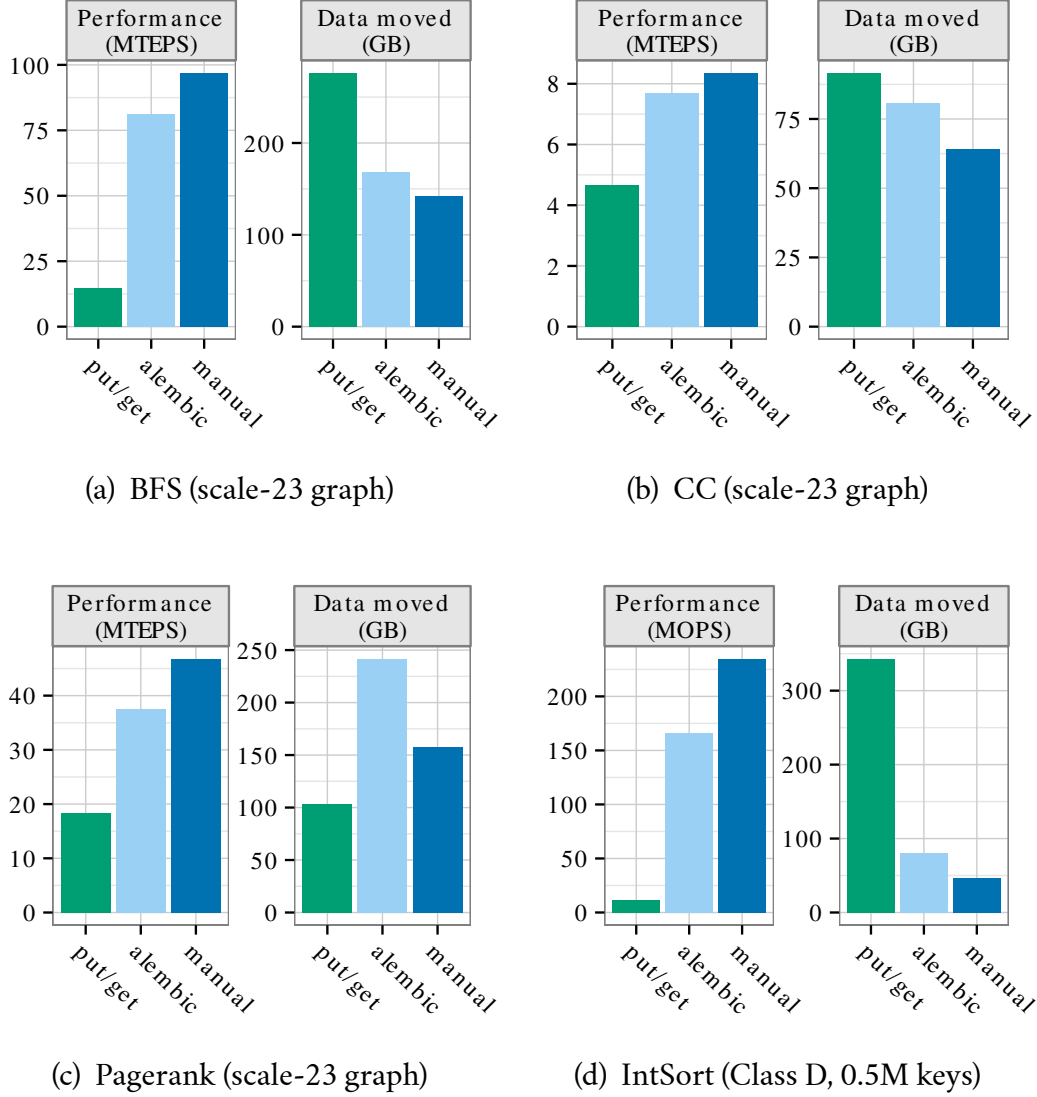 Performance
(MTEPS)
Data moved
(GB)
100
75
50
25
0
200
100
0
put/get
alembic
manual
put/get
alembic
manual
(a) BFS (scale-23 graph)
Performance
(MTEPS)
Data moved
(GB)
8
6
4
2
0
75
50
25
0
put/get
alembic
manual
put/get
alembic
manual
(b) CC (scale-23 graph)
Performance
(MTEPS)
Data moved
(GB)
40
30
20
10
0
250
200
150
100
50
0
put/get
alembic
manual
put/get
alembic
manual
(c) Pagerank (scale-23 graph)
Performance
(MOPS)
Data moved
(GB)
200
150
100
50
0
300
200
100
0
put/get
alembic
manual
put/get
alembic
manual
(d) IntSort (Class D, 0.5M keys)